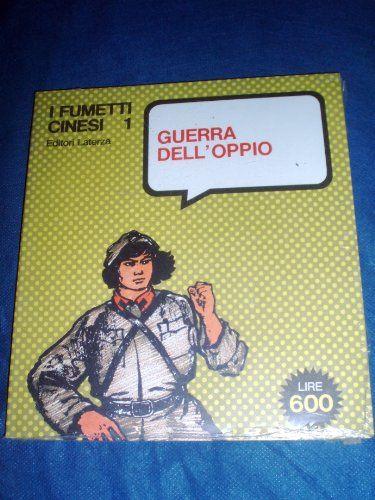 I FUMETTI
CINESI 1
Editori Laterza
GUERRA
DELL'OPPIO
LIRE
600